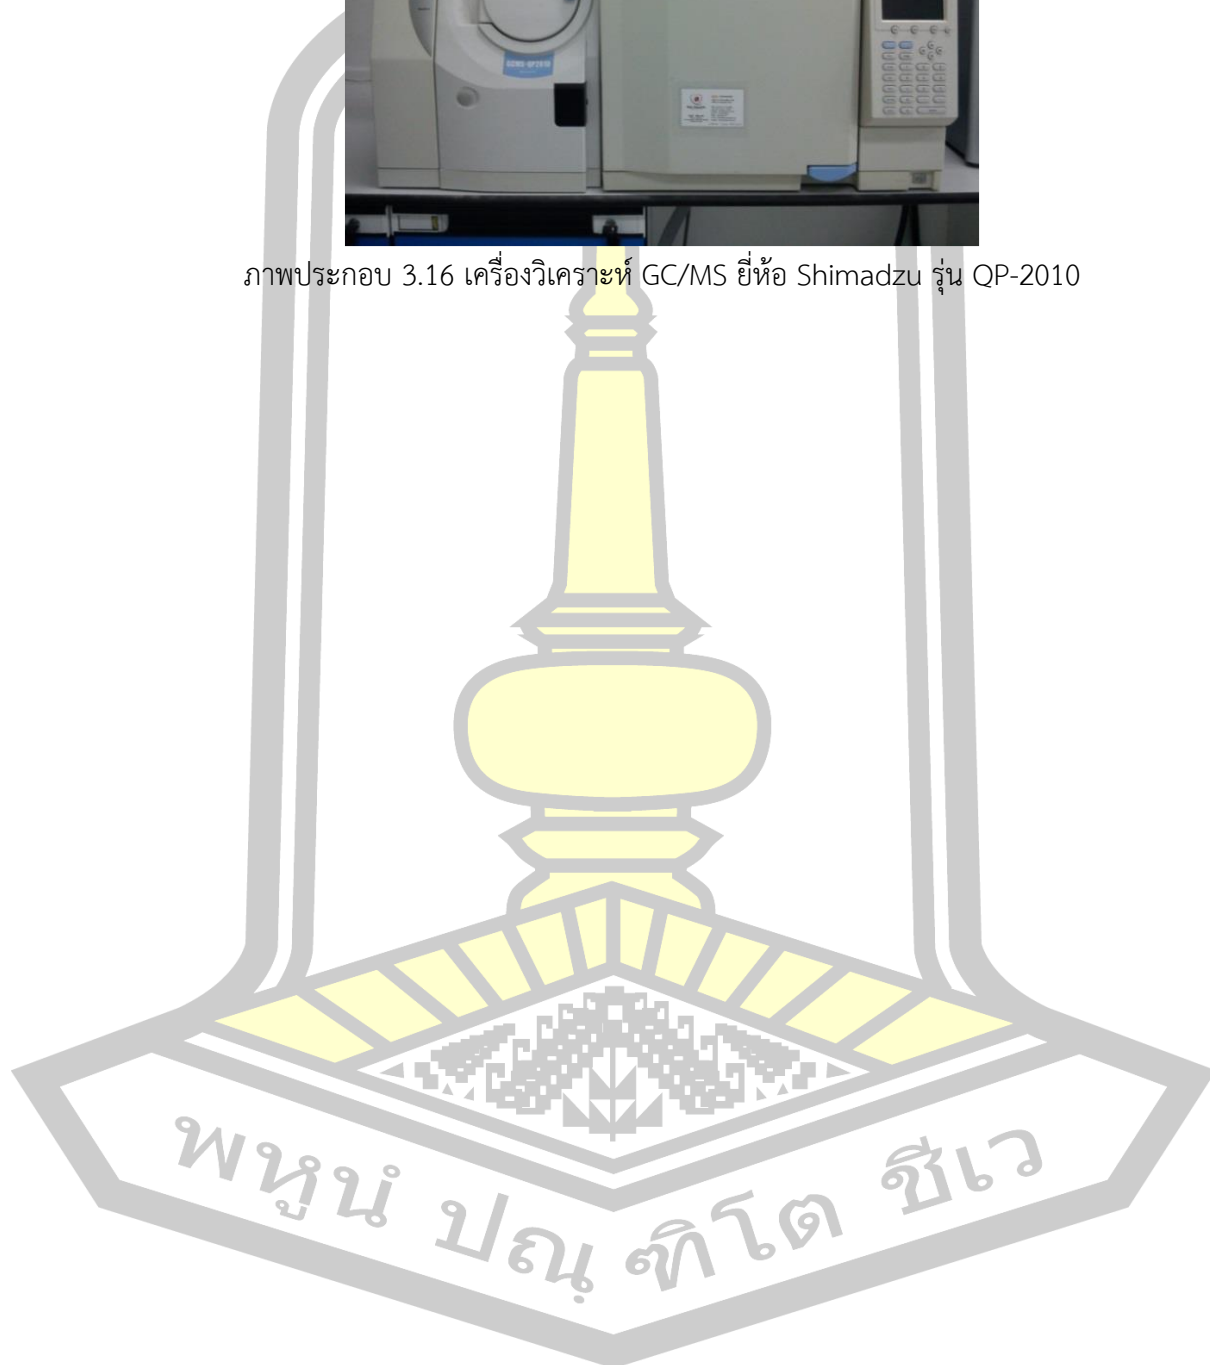 GCMS-QP2010
ภาพประกอบ 3.16 เครื่องวิเคราะห์ GC/MS ยี่ห้อ Shimadzu รุ่น QP-2010
พหูนํ ปณฺฑิโต ชีเว